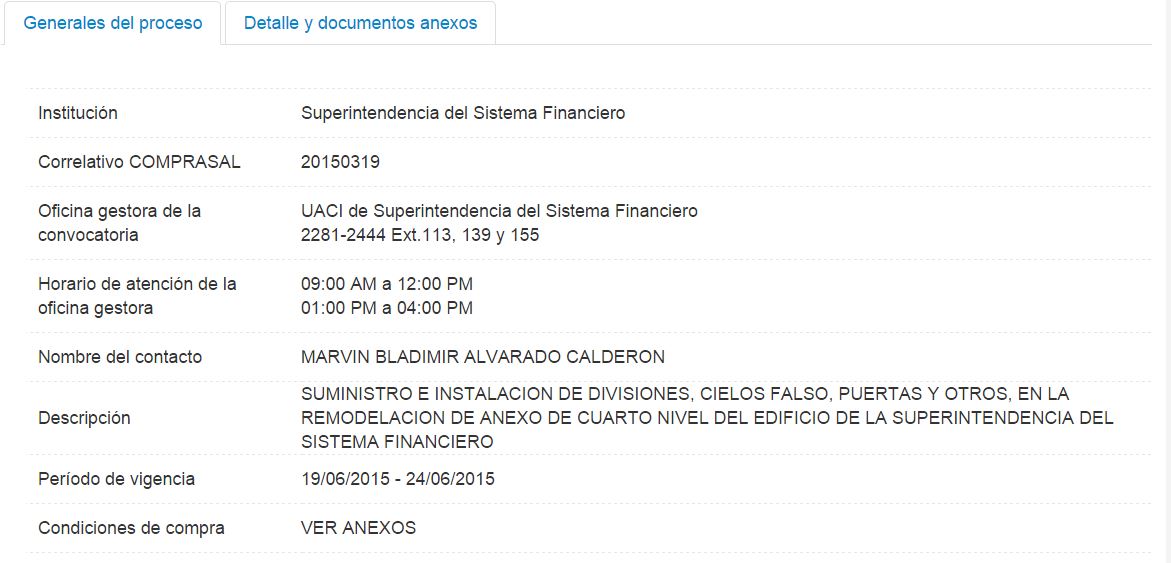 Generales del proceso
Detalle y documentos anexos
Institución
Superintendencia del Sistema Financiero
Correlativo COMPRASAL
20150319
Oficina gestora de la
convocatoria
UACI de Superintendencia del Sistema Financiero
2281-2444 Ext.113, 139 y 155
Horario de atención de la
oficina gestora
09:00 AM a 12:00 PM
01:00 PM a 04:00 PM
Nombre del contacto
MARVIN BLADIMIR ALVARADO CALDERON
Descripción
SUMINISTRO E INSTALACION DE DIVISIONES, CIELOS FALSO, PUERTAS Y OTROS, EN LA
REMODELACION DE ANEXO DE CUARTO NIVEL DEL EDIFICIO DE LA SUPERINTENDENCIA DEL
SISTEMA FINANCIERO
Período de vigencia
19/06/2015 - 24/06/2015
Condiciones de compra
VER ANEXOS